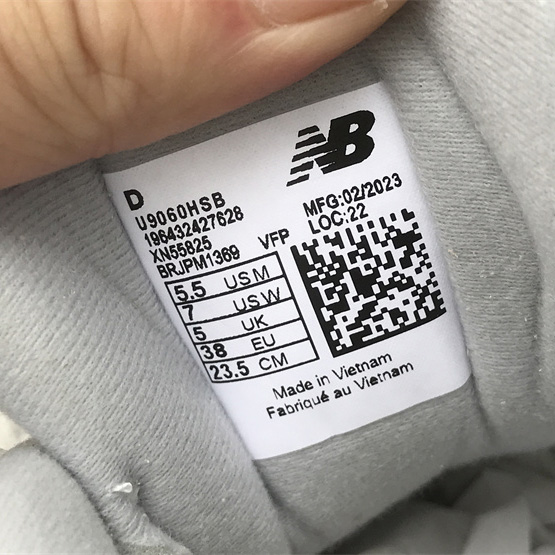 NB
D
U9060HSB
196432427628
XN55825
BRJPM1369 VFP
MFG:02/2023
LOC:22
5.5 US M
7 US W
5 UK
38 EU
23.5 CM
Made in Vietnam
Fabriqué au Vietnam